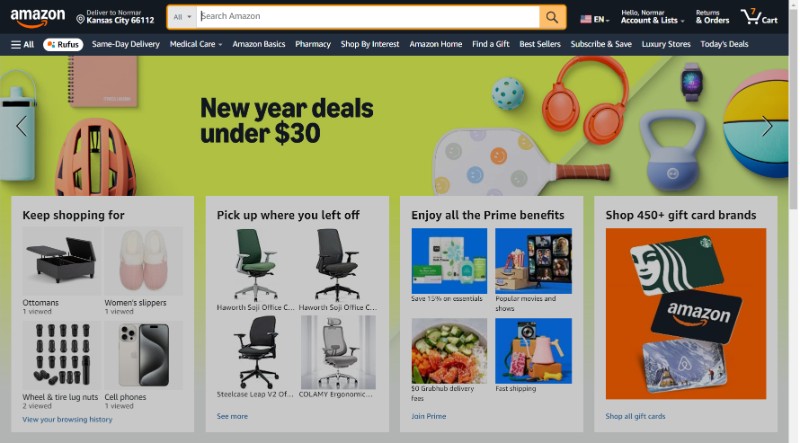 amazon
Deliver to Normar
Kansas City 66112
All
Search Amazon
EN
Hello, Normar
Account & Lists
Returns
& Orders
7
Cart
All
Rufus
Same-Day Delivery
Medical Care
Amazon Basics
Pharmacy
Shop By Interest
Amazon Home
Find a Gift
Best Sellers
Subscribe & Save
Luxury Stores
Today's Deals
New year deals
under $30
Keep shopping for
Ottomans
1 viewed
Women's slippers
1 viewed
Wheel & tire lug nuts
2 viewed
Cell phones
1 viewed
View your browsing history
Pick up where you left off
Haworth Soji Office C...
Haworth Soji Office C...
Steelcase Leap V2 Of...
COLAMY Ergonomic...
See more
Enjoy all the Prime benefits
Save 15% on essentials
Popular movies and
shows
$0 Grubhub delivery
fees
Fast shipping
Join Prime
Shop 450+ gift card brands
amazon
Shop all gift cards